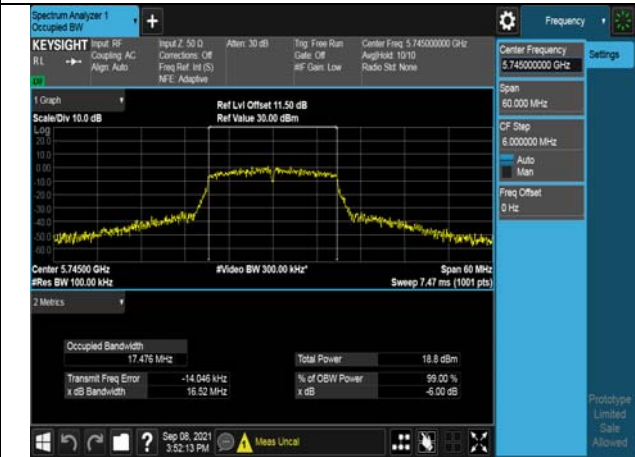 Spectrum Analyzer 1
Occupied BW
+
Frequency
KEYSIGHT Input: RF Input Z: 50 Ω Atten: 30 dB Trig: Free Run Center Freq: 5.745000000 GHz
RL Coupling: AC Corrections: Off Gate: Off Avg|Hold: 10/10
Align: Auto Freq Ref: Int (S) #IF Gain: Low Radio Std: None
NFE: Adaptive
Center Frequency
5.745000000 GHz
Settings
Span
60.000 MHz
CF Step
6.000000 MHz
Auto
Man
Freq Offset
0 Hz
1 Graph
Ref Lvl Offset 11.50 dB
Scale/Div 10.0 dB Ref Value 30.00 dBm
Log
20.0
10.0
0.00
-10.0
-20.0
-30.0
-40.0
-50.0
-60.0
Center 5.74500 GHz #Video BW 300.00 kHz* Span 60 MHz
#Res BW 100.00 kHz Sweep 7.47 ms (1001 pts)
2 Metrics
Occupied Bandwidth
17.476 MHz Total Power 18.8 dBm
Transmit Freq Error -14.046 kHz % of OBW Power 99.00 %
x dB Bandwidth 16.52 MHz x dB -6.00 dB
Prototype
Limited
Sale
Allowed
? Sep 08, 2021
3:52:13 PM
Meas Uncal